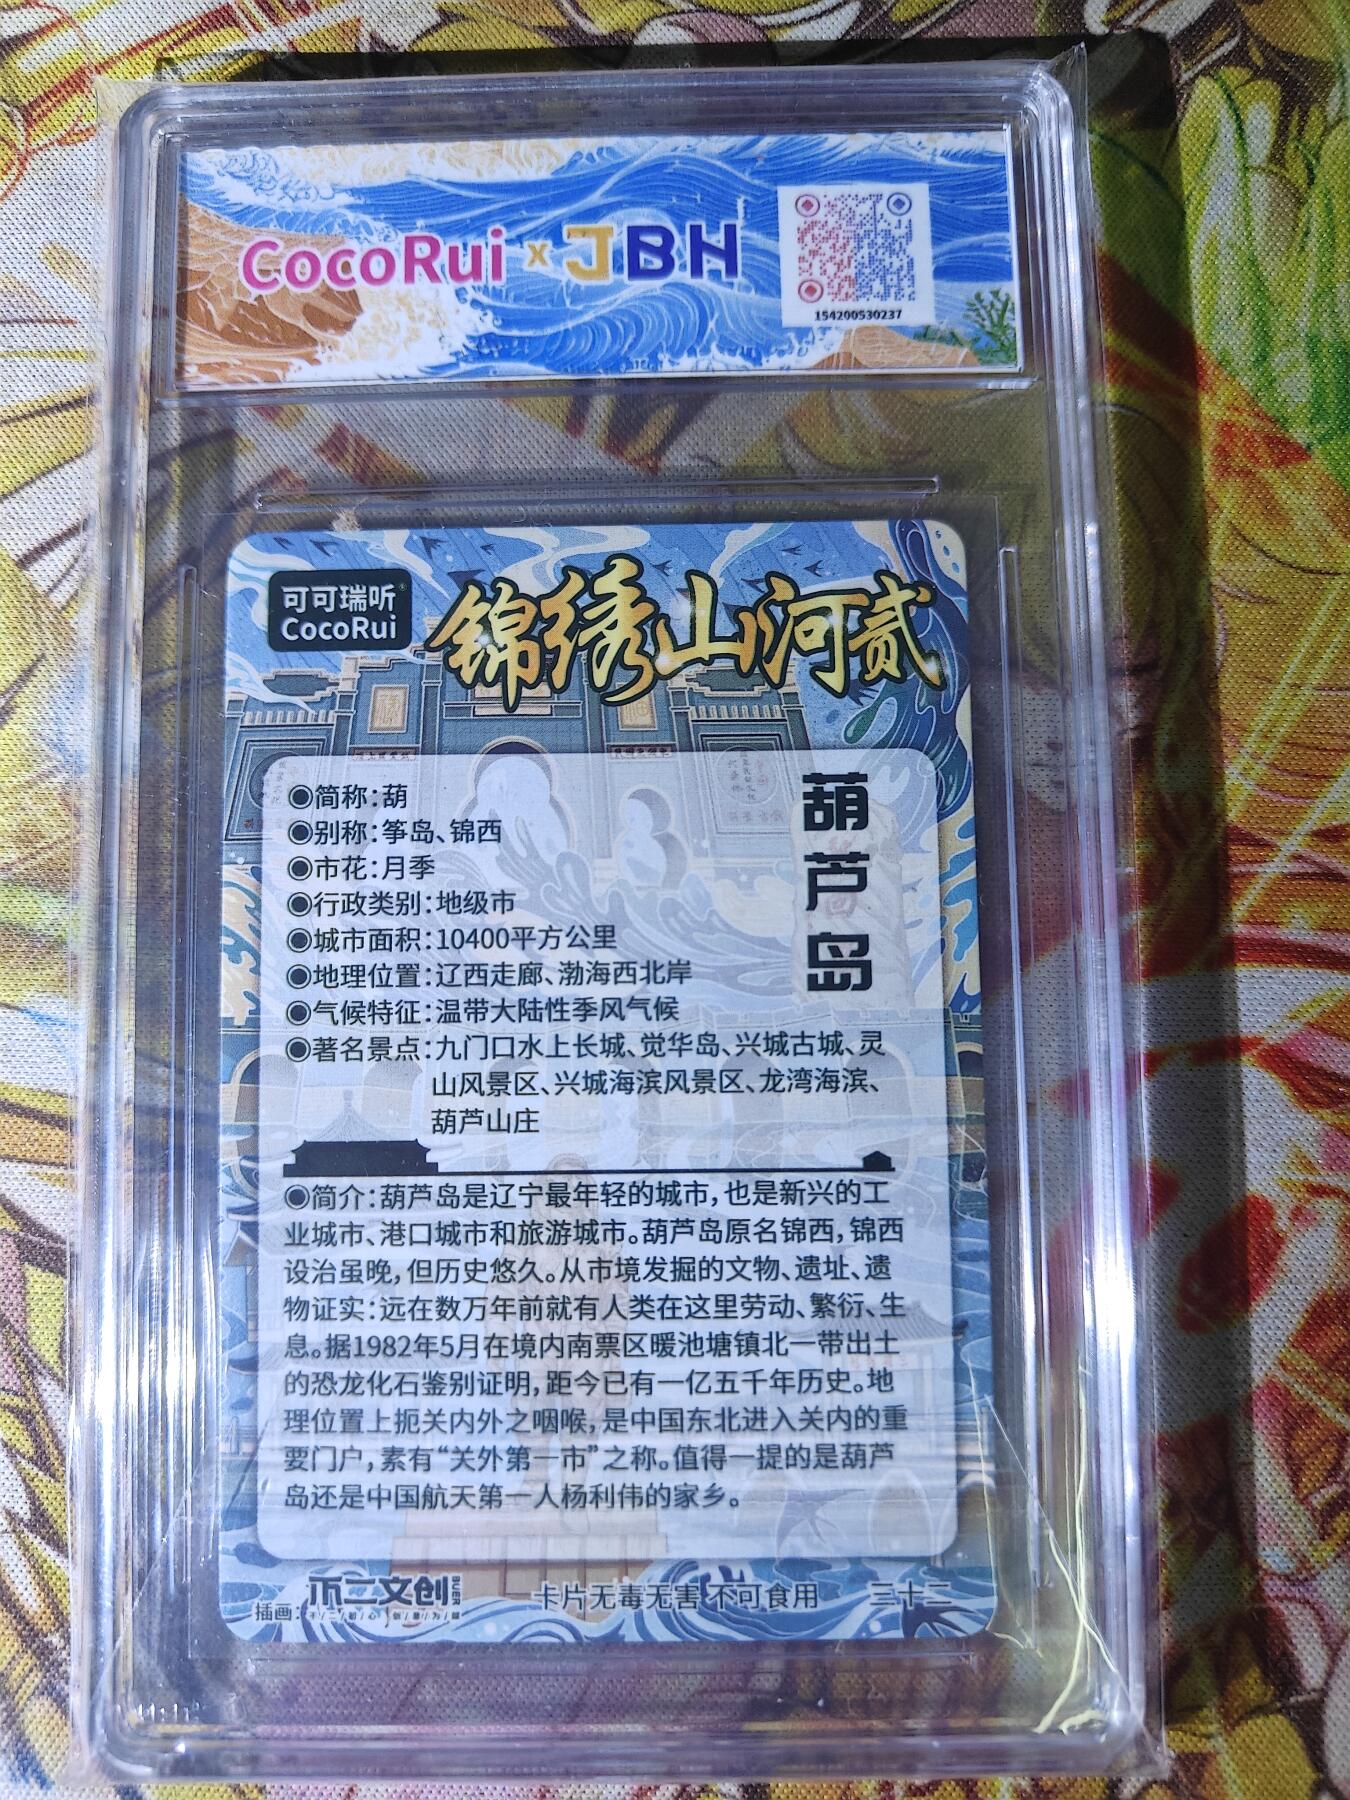 CocoRui x JBH
154200530237
可可瑞听
CocoRui
锦绣山河贰
葫芦岛
◉简称：葫
◉别称：筝岛、锦西
◉市花：月季
◉行政类别：地级市
◉城市面积：10400平方公里
◉地理位置：辽西走廊、渤海西北岸
◉气候特征：温带大陆性季风气候
◉著名景点：九门口水上长城、觉华岛、兴城古城、灵
山风景区、兴城海滨风景区、龙湾海滨、
葫芦山庄
◉简介：葫芦岛是辽宁最年轻的城市，也是新兴的工
业城市、港口城市和旅游城市。葫芦岛原名锦西，锦西
设治虽晚，但历史悠久。从市境发掘的文物、遗址、遗
物证实：远在数万年前就有人类在这里劳动、繁衍、生
息。据1982年5月在境内南票区暖池塘镇北一带出土
的恐龙化石鉴别证明，距今已有一亿五千年历史。地
理位置上扼关内外之咽喉，是中国东北进入关内的重
要门户，素有“关外第一市”之称。值得一提的是葫芦
岛还是中国航天第一人杨利伟的家乡。
插画：不二文创 卡片无毒无害 不可食用 三十二